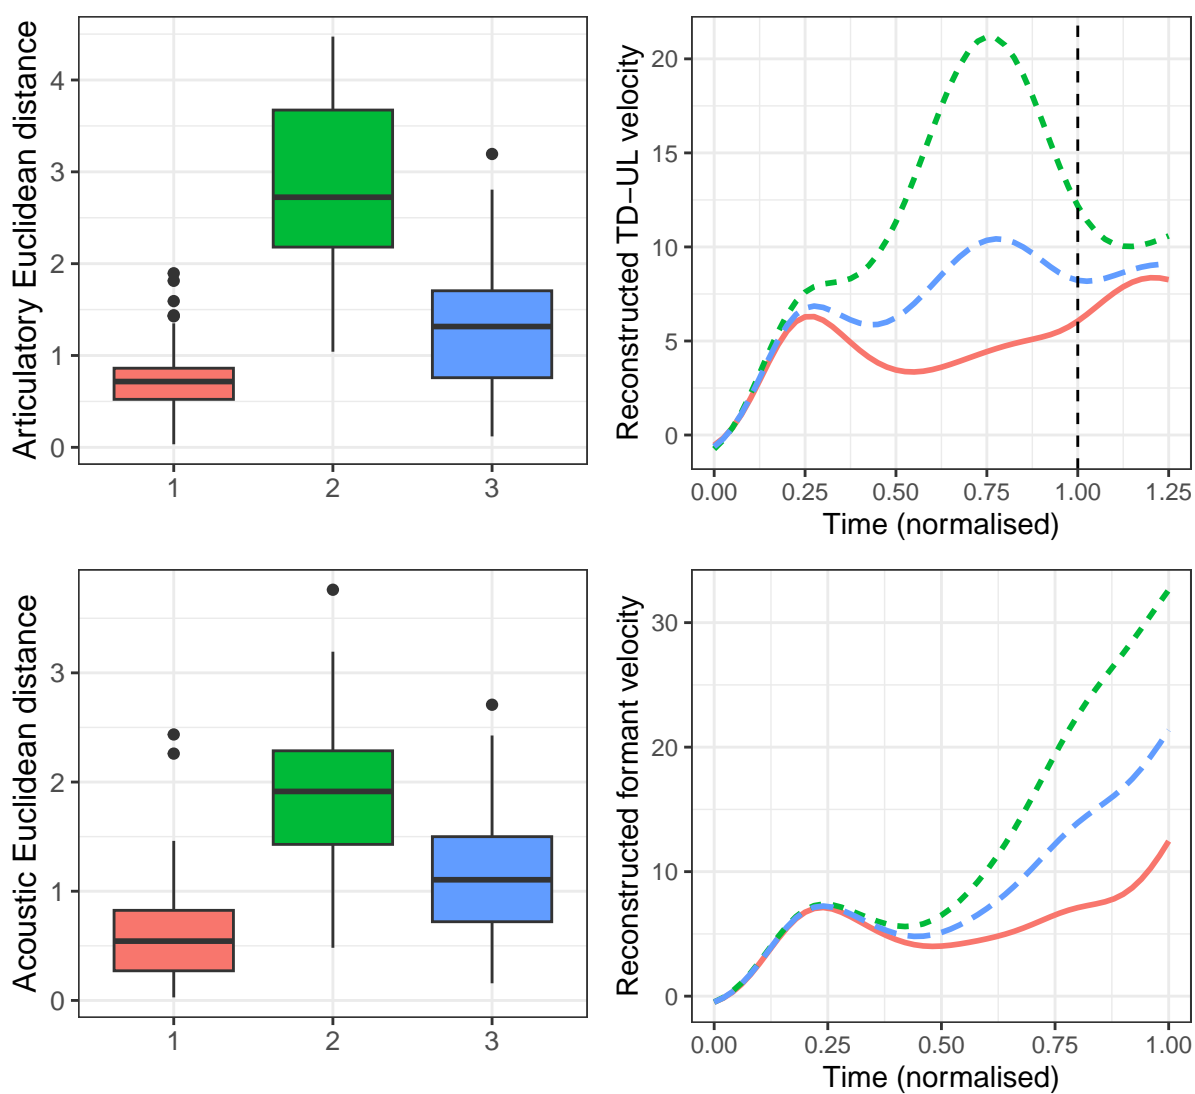 Articulatory Euclidean distance
4
3
2
1
0
1 2 3
Reconstructed TD−UL velocity
20
15
10
5
0
0.00 0.25 0.50 0.75 1.00 1.25
Time (normalised)
Acoustic Euclidean distance
3
2
1
0
1 2 3
Reconstructed formant velocity
30
20
10
0
0.00 0.25 0.50 0.75 1.00
Time (normalised)